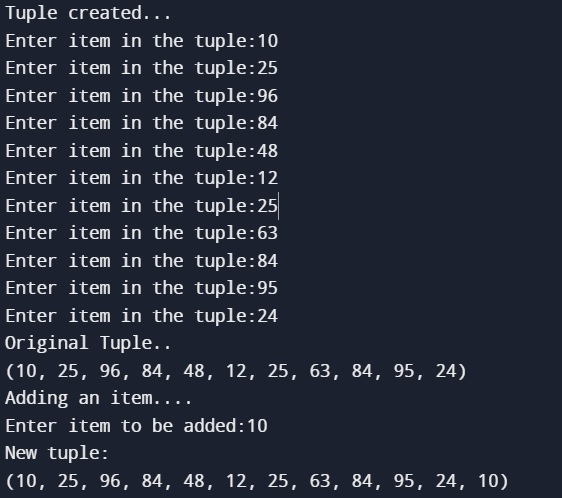 Tuple created...
Enter item in the tuple:10
Enter item in the tuple:25
Enter item in the tuple:96
Enter item in the tuple:84
Enter item in the tuple:48
Enter item in the tuple:12
Enter item in the tuple:25
Enter item in the tuple:63
Enter item in the tuple:84
Enter item in the tuple:95
Enter item in the tuple:24
Original Tuple..
(10, 25, 96, 84, 48, 12, 25, 63, 84, 95, 24)
Adding an item....
Enter item to be added:10
New tuple:
(10, 25, 96, 84, 48, 12, 25, 63, 84, 95, 24, 10)